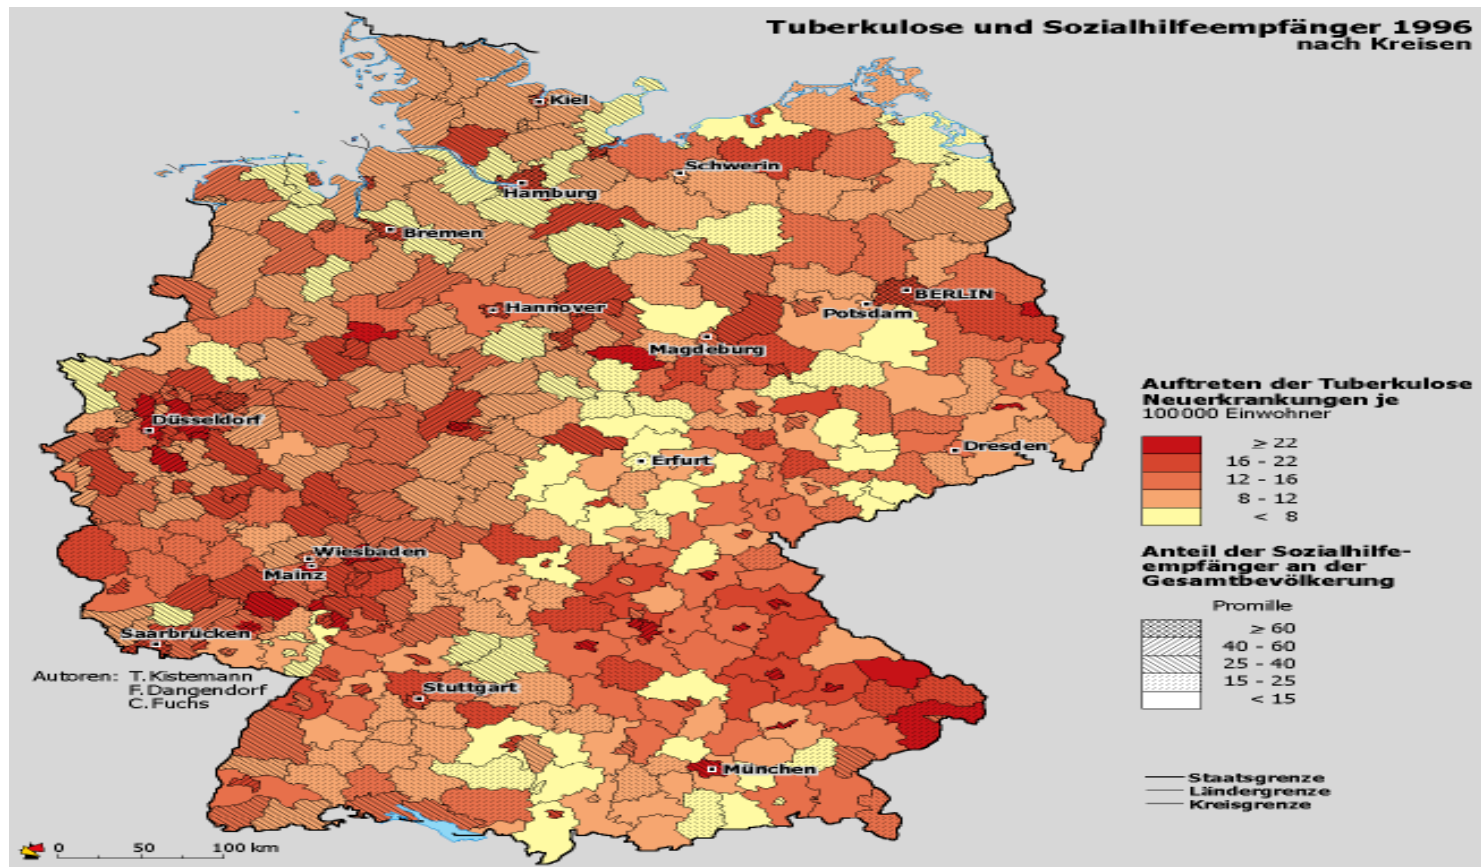 Tuberkulose und Sozialhilfeempfänger 1996
nach Kreisen
Kiel
Schwerin
Hamburg
Bremen
BERLIN
Hannover
Potsdam
Magdeburg
Düsseldorf
Dresden
Erfurt
Wiesbaden
Mainz
Saarbrücken
Stuttgart
München
Autoren: T. Kistemann
F. Dangendorf
C. Fuchs
Auftreten der Tuberkulose
Neuerkrankungen je
100000 Einwohner
≥ 22
16 - 22
12 - 16
8 - 12
< 8
Anteil der Sozialhilfe-
empfänger an der
Gesamtbevölkerung
Promille
≥ 60
40 - 60
25 - 40
15 - 25
< 15
Staatsgrenze
Ländergrenze
Kreisgrenze
0 50 100 km